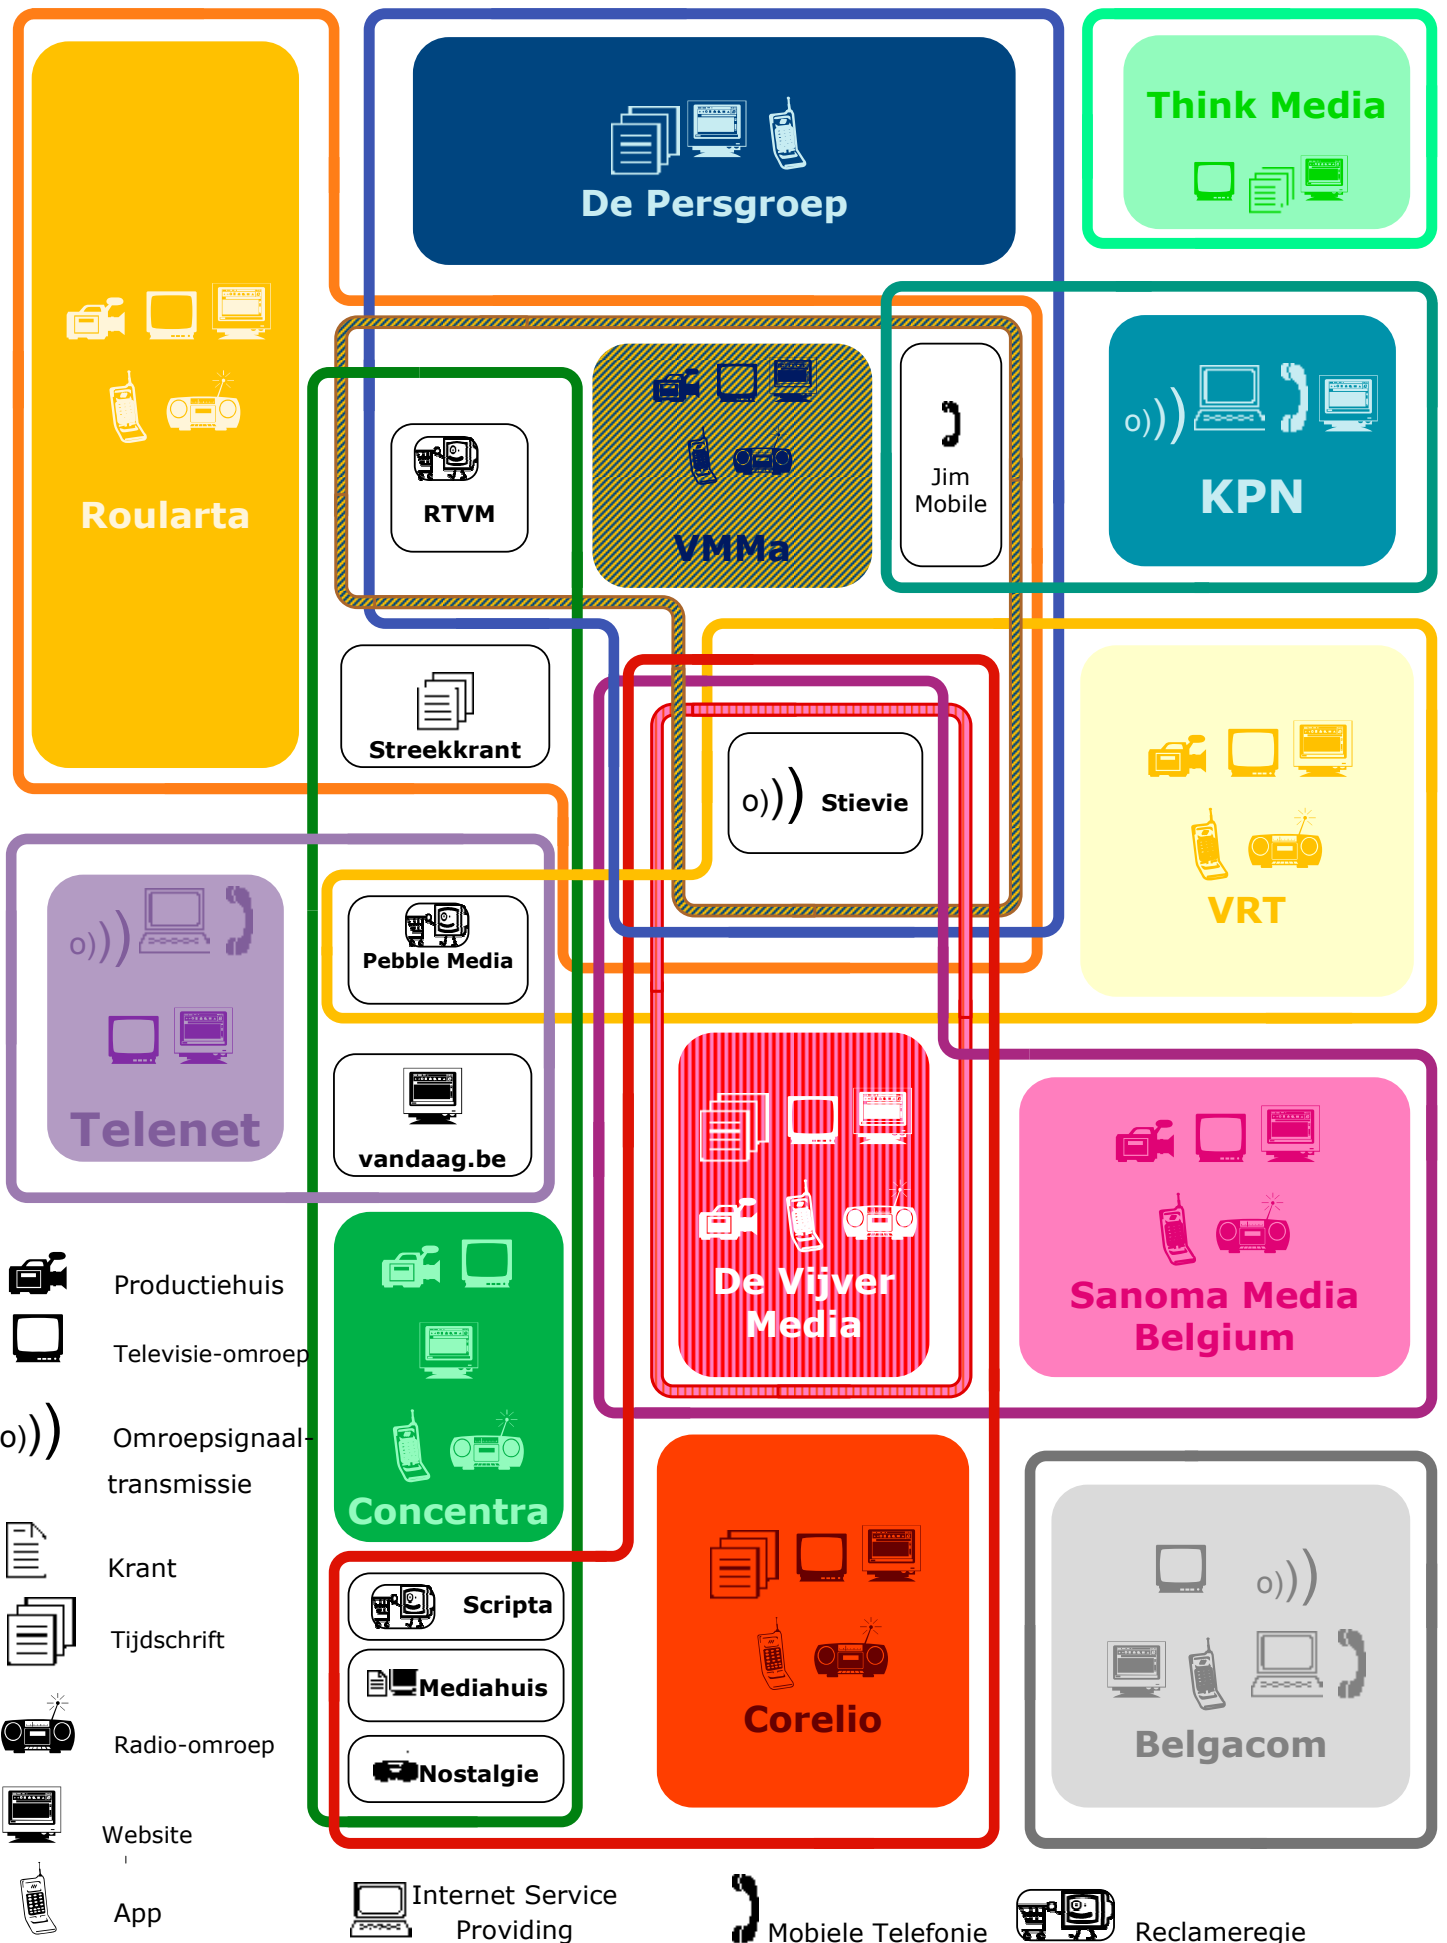 Think Media
De Persgroep
Roularta
RTVM
VMMa
Jim
Mobile
KPN
Streekkrant
o))) Stievie
VRT
o)))
Pebble Media
Telenet
vandaag.be
De Vijver
Media
Sanoma Media
Belgium
Concentra
Scripta
Mediahuis
Nostalgie
Corelio
o)))
Belgacom
Productiehuis
Televisie-omroep
o))) Omroepsignaal-
transmissie
Krant
Tijdschrift
Radio-omroep
Website
App
Internet Service
Providing
Mobiele Telefonie
Reclameregie